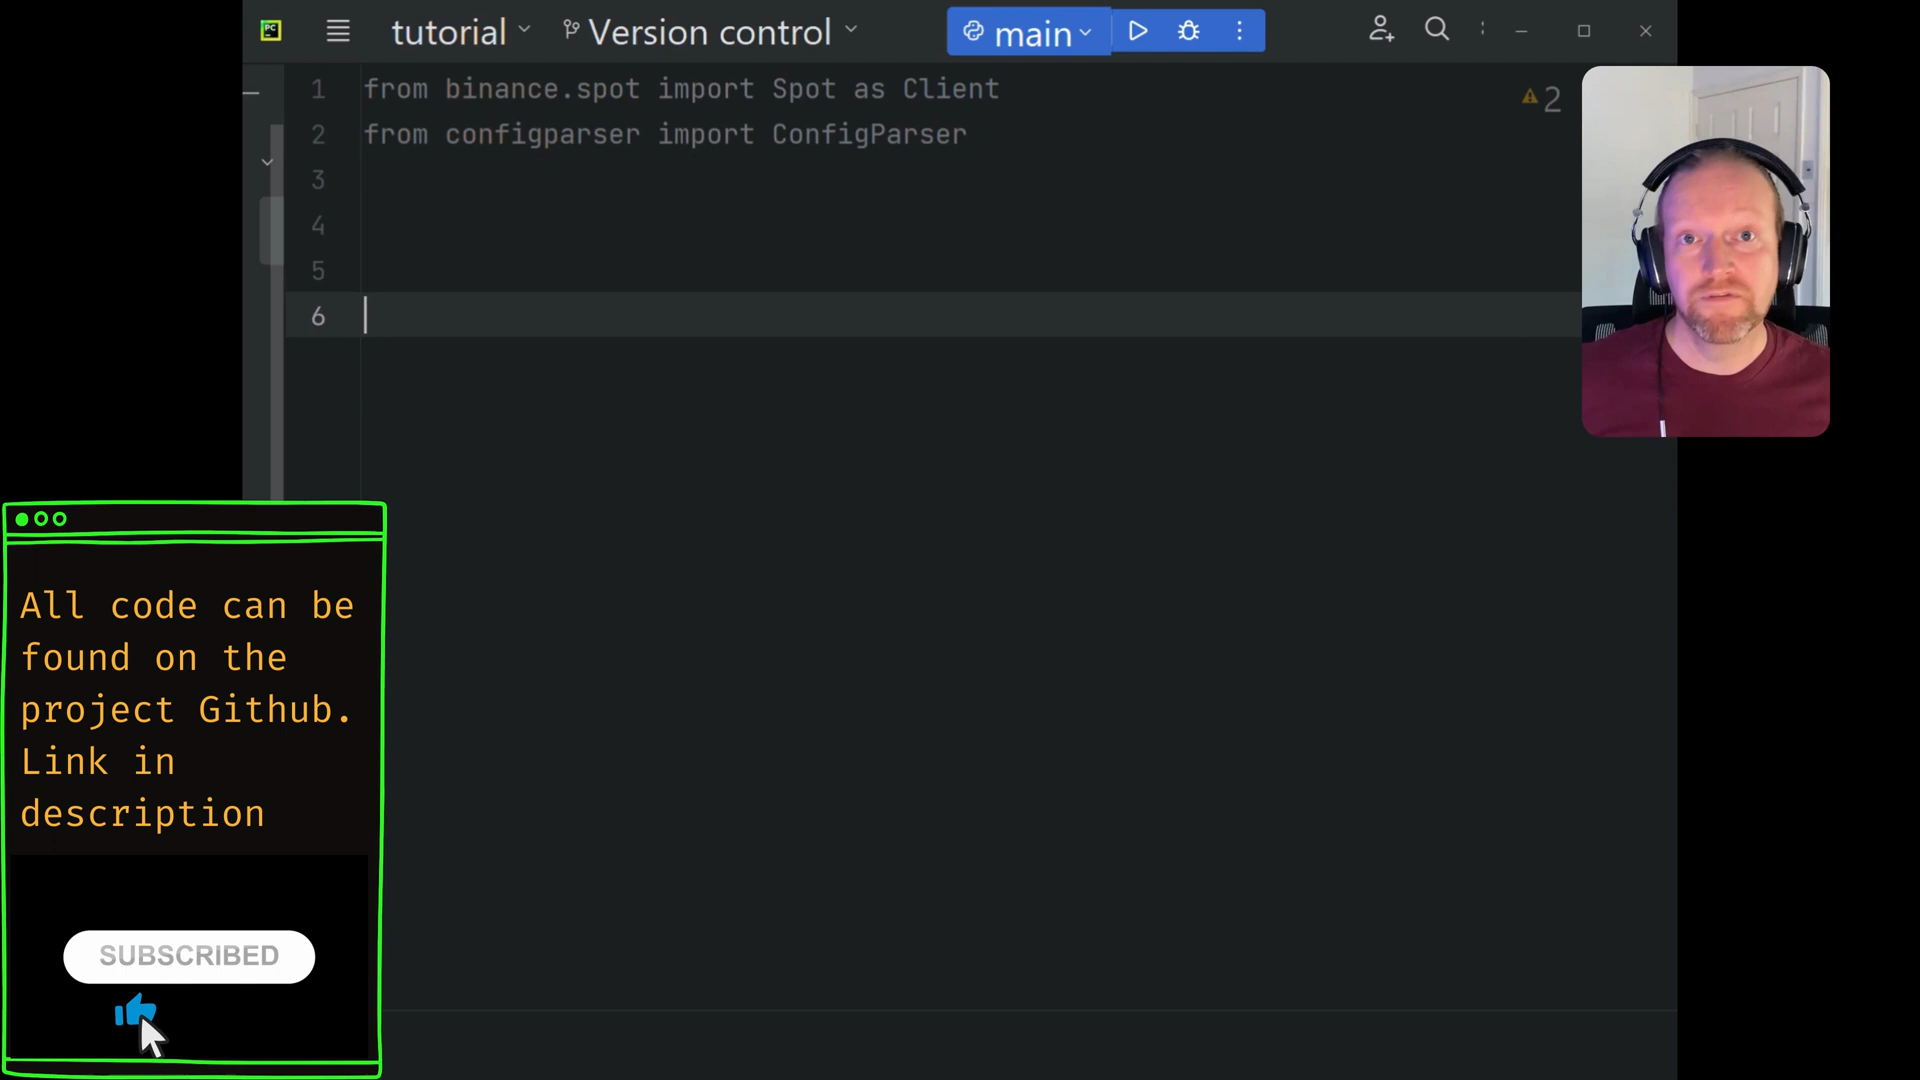 PC
tutorial
Version control
main
1 from binance.spot import Spot as Client
2 from configparser import ConfigParser
3
4
5
6
2
All code can be
found on the
project Github.
Link in
description
SUBSCRIBED